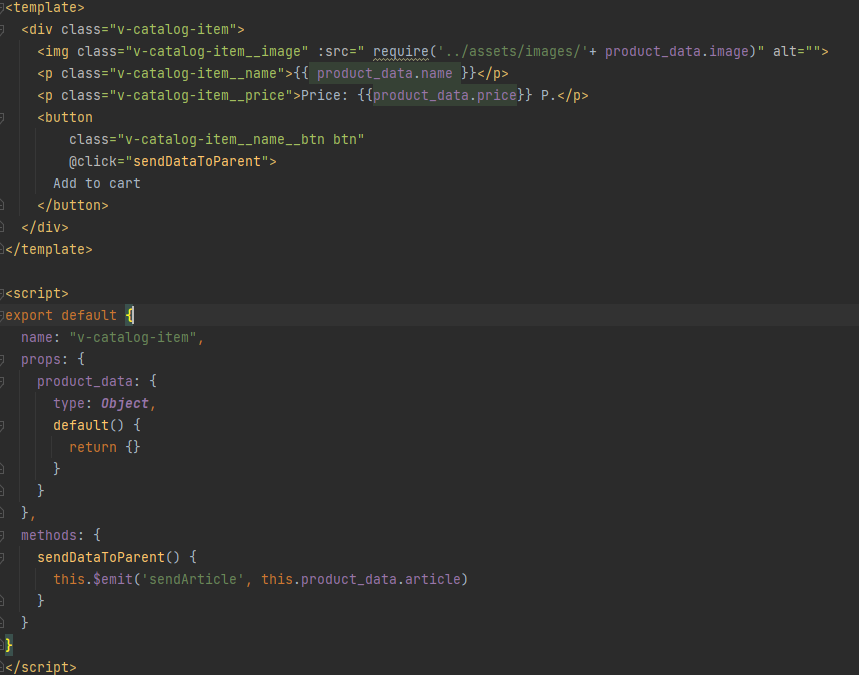 <template>
  <div class="v-catalog-item">
    <img class="v-catalog-item__image" :src=" require('../assets/images/'+ product_data.image)" alt="">
    <p class="v-catalog-item__name">{{ product_data.name }}</p>
    <p class="v-catalog-item__price">Price: {{product_data.price}} P.</p>
    <button
        class="v-catalog-item__name__btn btn"
        @click="sendDataToParent">
      Add to cart
    </button>
  </div>
</template>

<script>
export default {
  name: "v-catalog-item",
  props: {
    product_data: {
      type: Object,
      default() {
        return {}
      }
    }
  },
  methods: {
    sendDataToParent() {
      this.$emit('sendArticle', this.product_data.article)
    }
  }
}
</script>